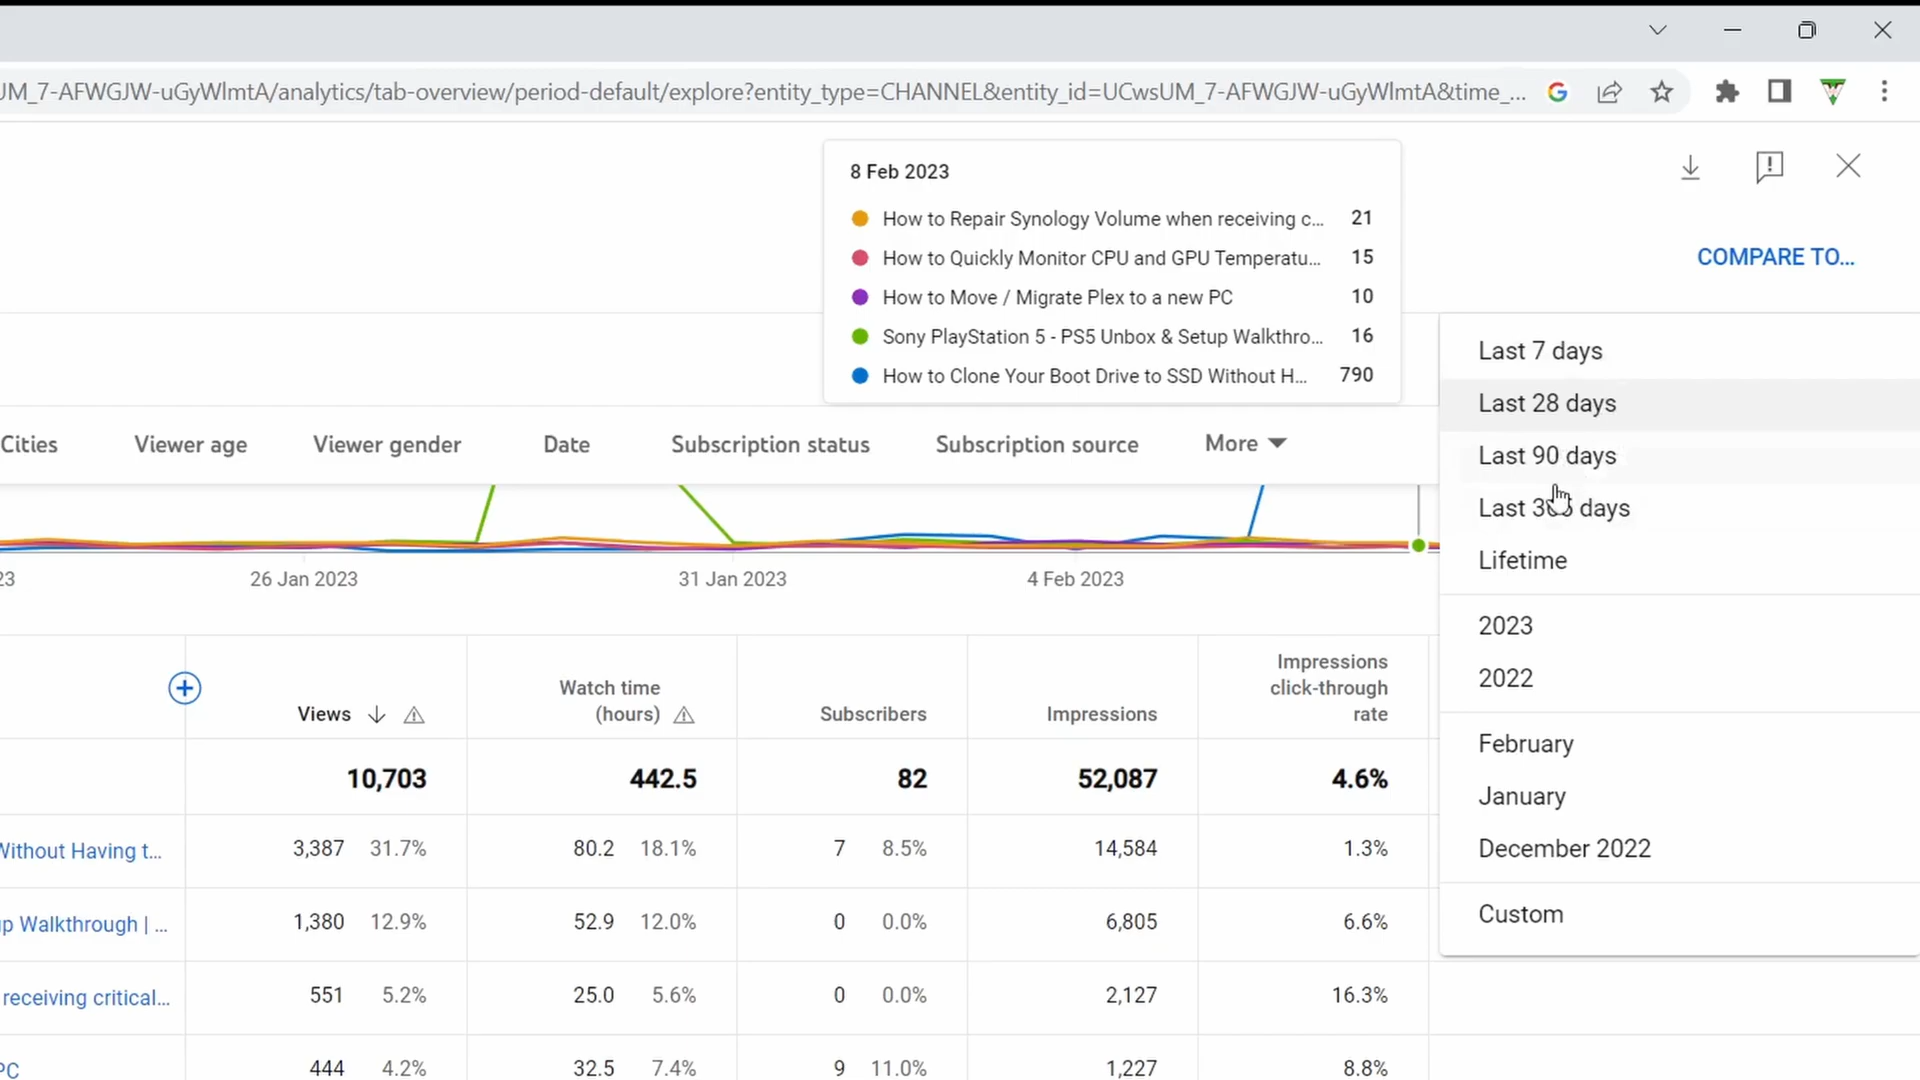 JM_7-AFWGJW-uGyWlmtA/analytics/tab-overview/period-default/explore?entity_type=CHANNEL&entity_id=UCwsUM_7-AFWGJW-uGyWlmtA&time_...
8 Feb 2023
How to Repair Synology Volume when receiving c... 21
How to Quickly Monitor CPU and GPU Temperatu... 15
How to Move / Migrate Plex to a new PC 10
Sony PlayStation 5 - PS5 Unbox & Setup Walkthro... 16
How to Clone Your Boot Drive to SSD Without H... 790
COMPARE TO...
Last 7 days
Last 28 days
Last 90 days
Last 365 days
Lifetime
2023
2022
February
January
December 2022
Custom
Cities Viewer age Viewer gender Date Subscription status Subscription source More
23 26 Jan 2023 31 Jan 2023 4 Feb 2023
Views
Watch time
(hours)
Subscribers
Impressions
Impressions
click-through
rate
10,703 442.5 82 52,087 4.6%
Without Having t... 3,387 31.7% 80.2 18.1% 7 8.5% 14,584 1.3%
up Walkthrough | ... 1,380 12.9% 52.9 12.0% 0 0.0% 6,805 6.6%
receiving critical... 551 5.2% 25.0 5.6% 0 0.0% 2,127 16.3%
PC 444 4.2% 32.5 7.4% 9 11.0% 1,227 8.8%